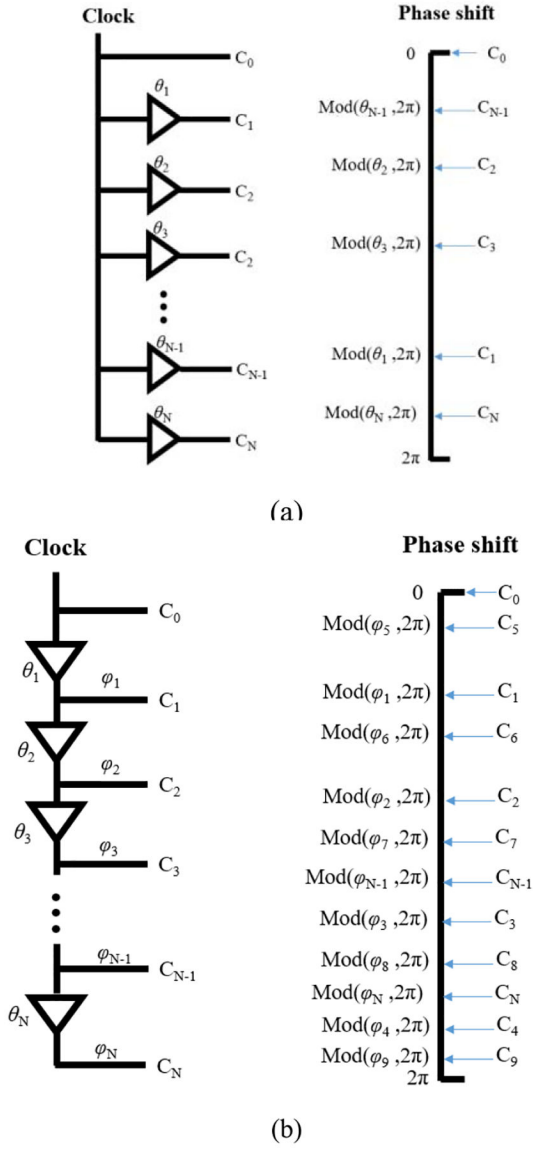 Clock
C0
θ1
C1
θ2
C2
θ3
C2
θN-1
CN-1
θN
CN
Phase shift
0 C0
Mod(θN-1 ,2π) CN-1
Mod(θ2 ,2π) C2
Mod(θ3 ,2π) C3
Mod(θ1 ,2π) C1
Mod(θN ,2π) CN
2π
(a)
Clock
C0
θ1
φ1
C1
θ2
φ2
C2
θ3
φ3
C3
φN-1
CN-1
θN
φN
CN
Phase shift
0 C0
Mod(φ5 ,2π) C5
Mod(φ1 ,2π) C1
Mod(φ6 ,2π) C6
Mod(φ2 ,2π) C2
Mod(φ7 ,2π) C7
Mod(φN-1 ,2π) CN-1
Mod(φ3 ,2π) C3
Mod(φ8 ,2π) C8
Mod(φN ,2π) CN
Mod(φ4 ,2π) C4
Mod(φ9 ,2π) C9
2π
(b)